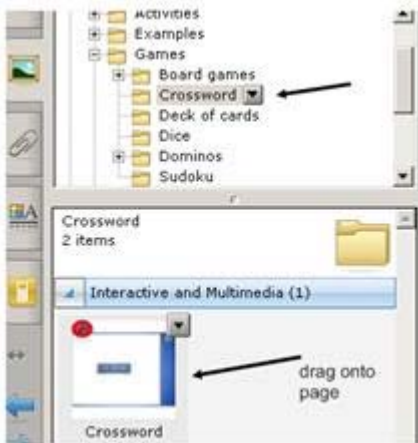 Activities
Examples
Games
Board games
Crossword
Deck of cards
Dice
Dominos
Sudoku
Crossword
2 items
Interactive and Multimedia (1)
drag onto
page
Crossword